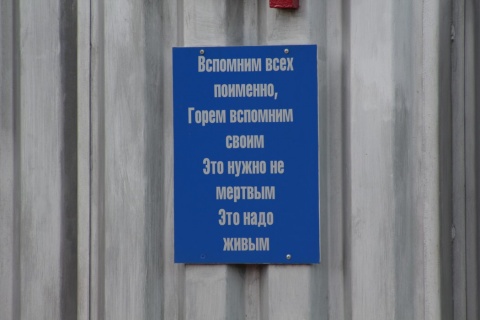 Вспомним всех
поименно,
Горем вспомним
своим
Это нужно не
мертвым
Это надо
живым